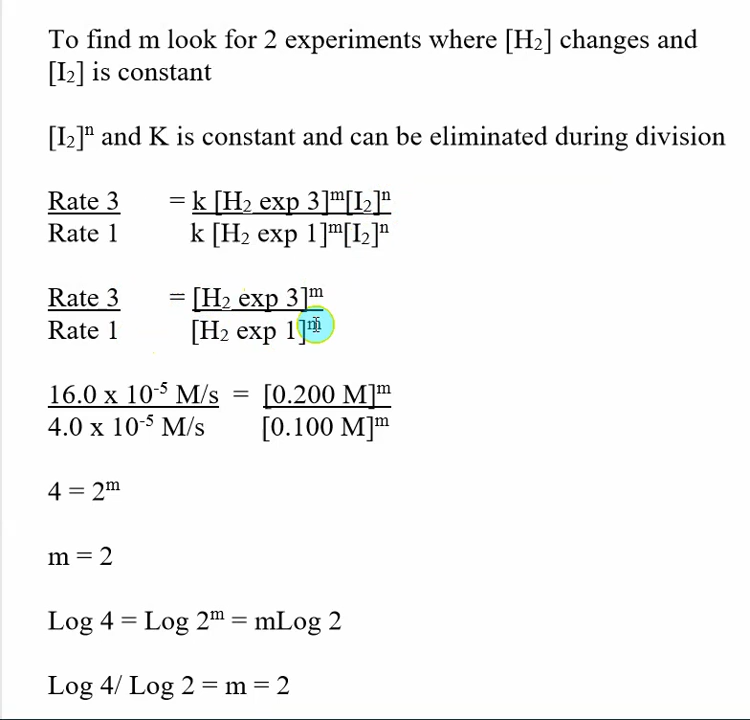 To find m look for 2 experiments where [H₂] changes and
[I₂] is constant
[I₂]ⁿ and K is constant and can be eliminated during division
Rate 3 = k [H₂ exp 3]ᵐ[I₂]ⁿ
Rate 1 k [H₂ exp 1]ᵐ[I₂]ⁿ
Rate 3 = [H₂ exp 3]ᵐ
Rate 1 [H₂ exp 1]ᵐ
16.0 x 10⁻⁵ M/s = [0.200 M]ᵐ
4.0 x 10⁻⁵ M/s [0.100 M]ᵐ
4 = 2ᵐ
m = 2
Log 4 = Log 2ᵐ = mLog 2
Log 4/ Log 2 = m = 2